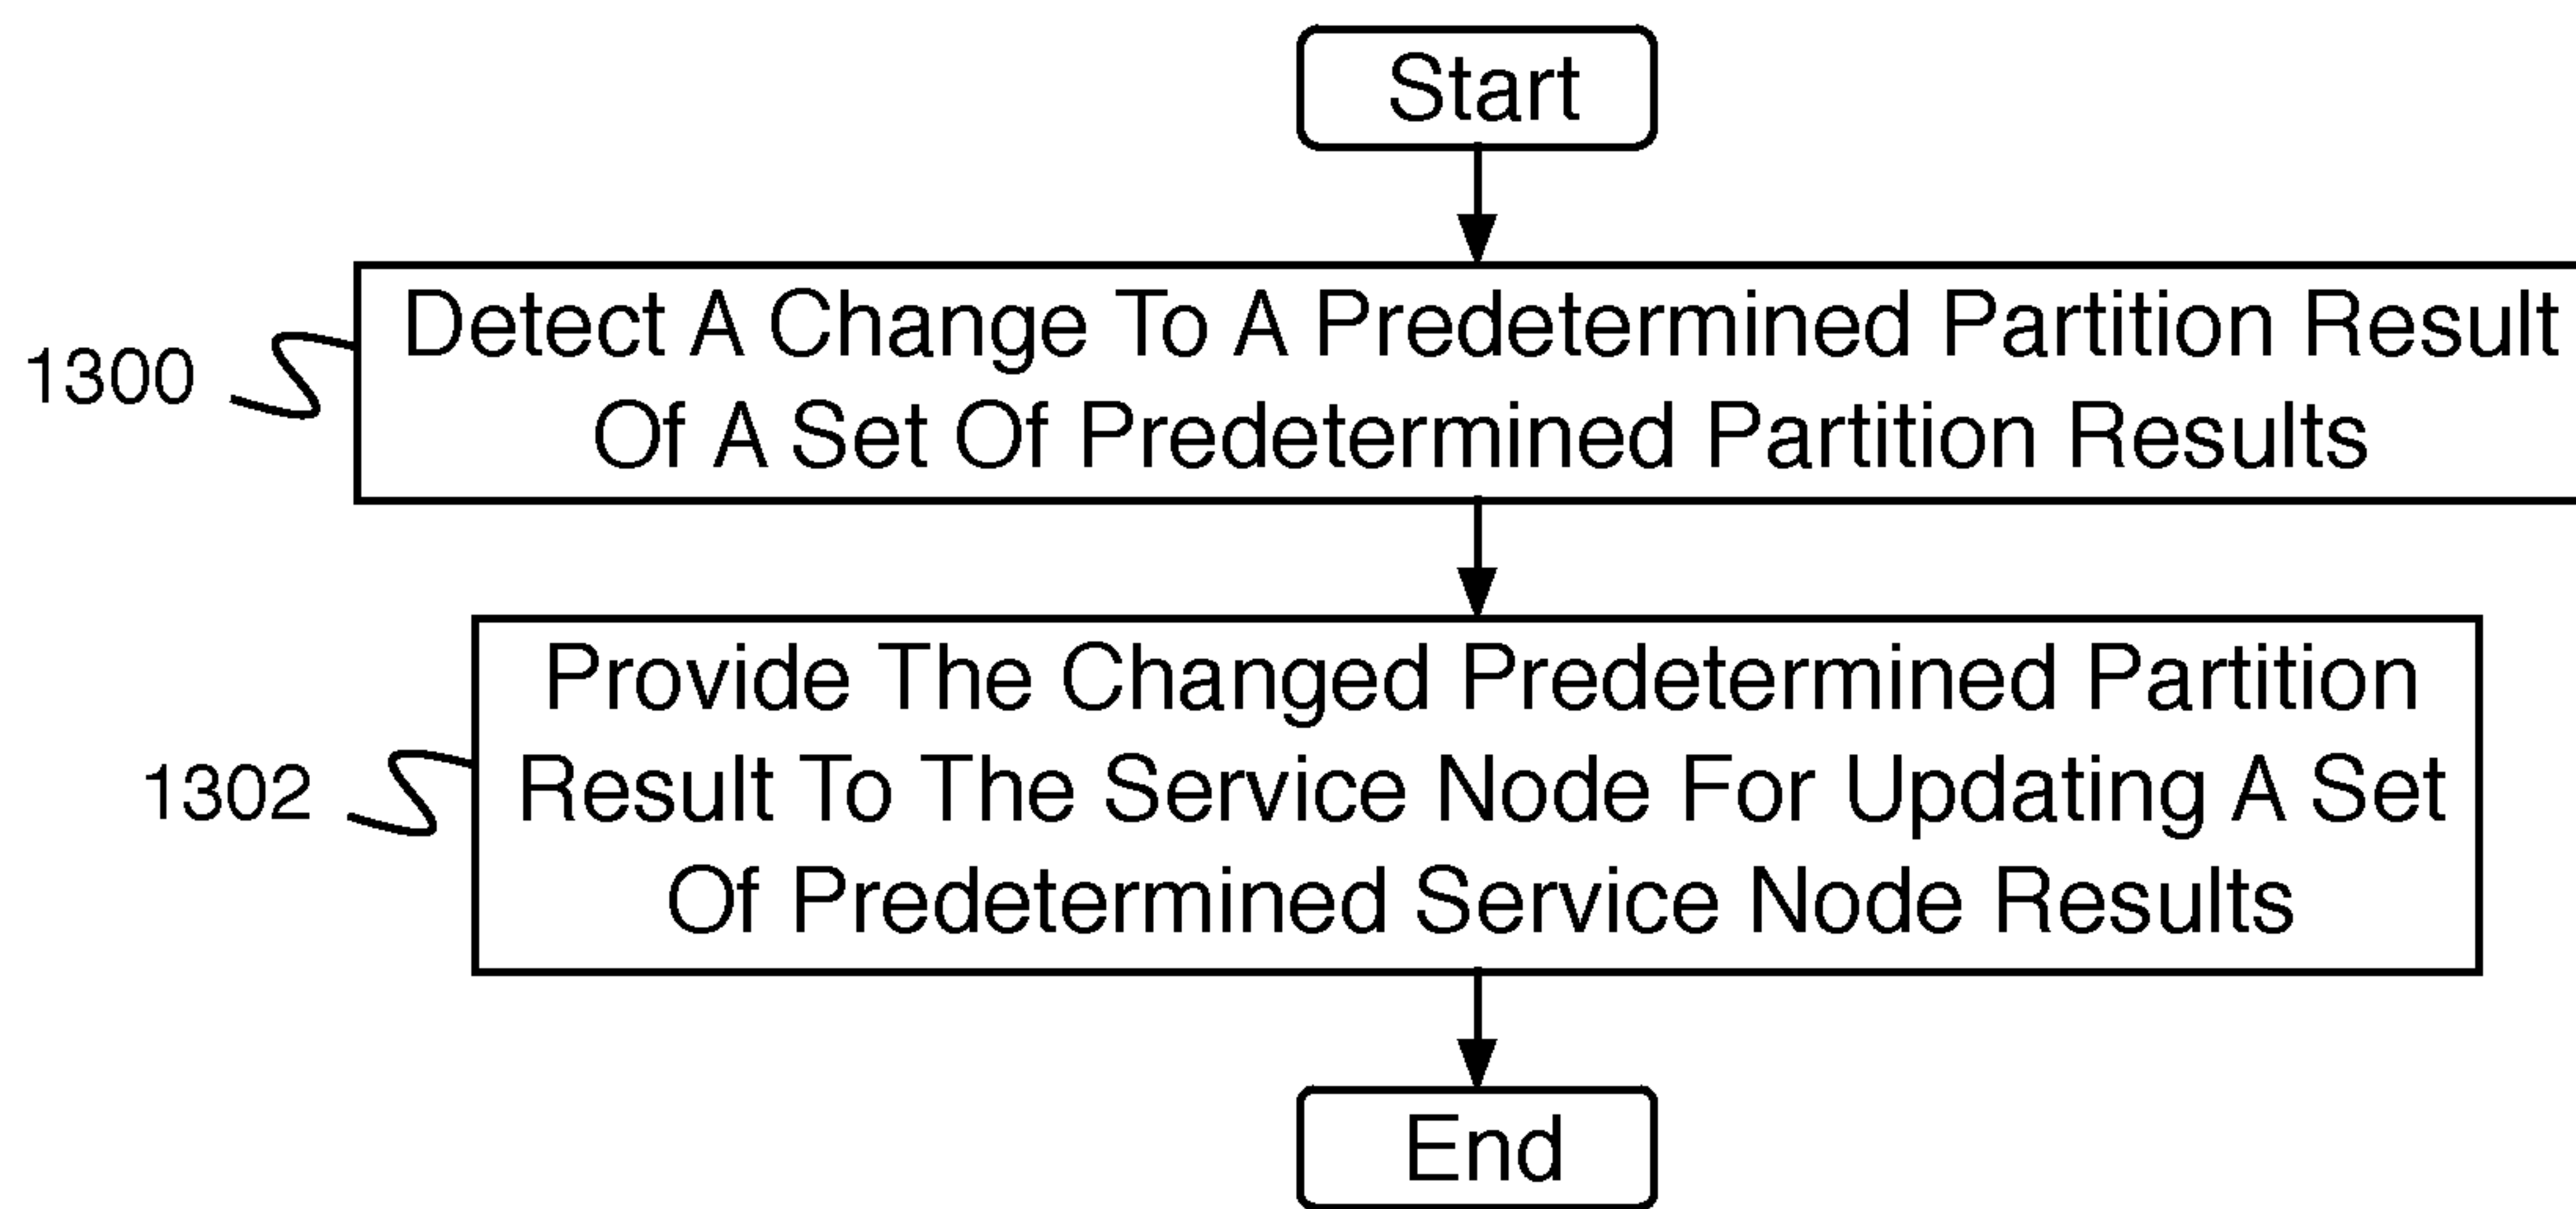 Start
Detect A Change To A Predetermined Partition Result
Of A Set Of Predetermined Partition Results
1300
Provide The Changed Predetermined Partition
Result To The Service Node For Updating A Set
Of Predetermined Service Node Results
1302
End